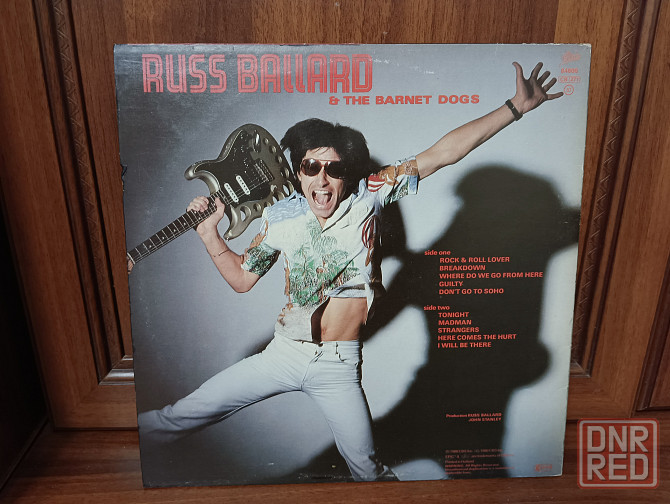 RUSS BALLARD
& THE BARNET DOGS
side one
ROCK & ROLL LOVER
BREAKDOWN
WHERE DO WE GO FROM HERE
GUILTY
DON'T GO TO SOHO
side two
TONIGHT
MADMAN
STRANGERS
HERE COMES THE HURT
I WILL BE THERE
Production RUSS BALLARD
JOHN STANLEY
DNR
RED